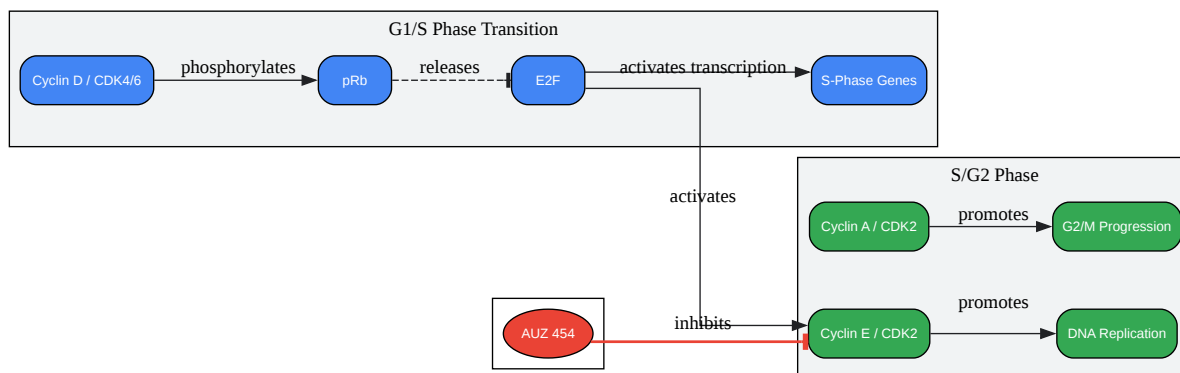 G1/S Phase Transition
Cyclin D / CDK4/6
phosphorylates
pRb
releases
E2F
activates transcription
S-Phase Genes
activates
S/G2 Phase
Cyclin A / CDK2
promotes
G2/M Progression
AUZ 454
inhibits
Cyclin E / CDK2
promotes
DNA Replication